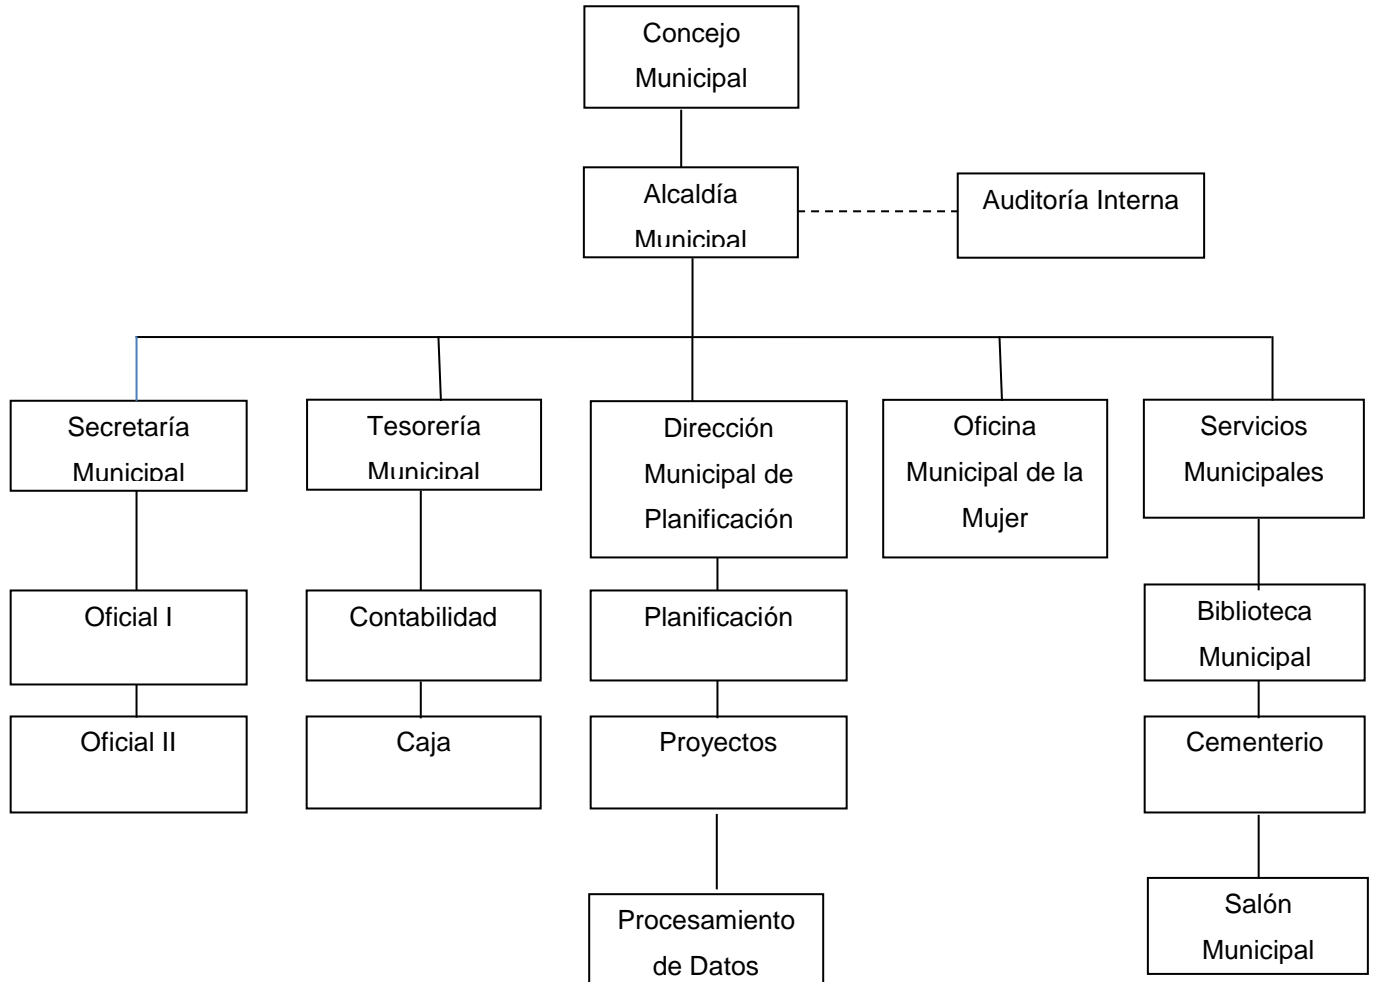 Concejo
Municipal
Alcaldía
Municipal
Auditoría Interna
Secretaría
Municipal
Tesorería
Municipal
Dirección
Municipal de
Planificación
Oficina
Municipal de la
Mujer
Servicios
Municipales
Oficial I
Contabilidad
Planificación
Biblioteca
Municipal
Oficial II
Caja
Proyectos
Cementerio
Procesamiento
de Datos
Salón
Municipal